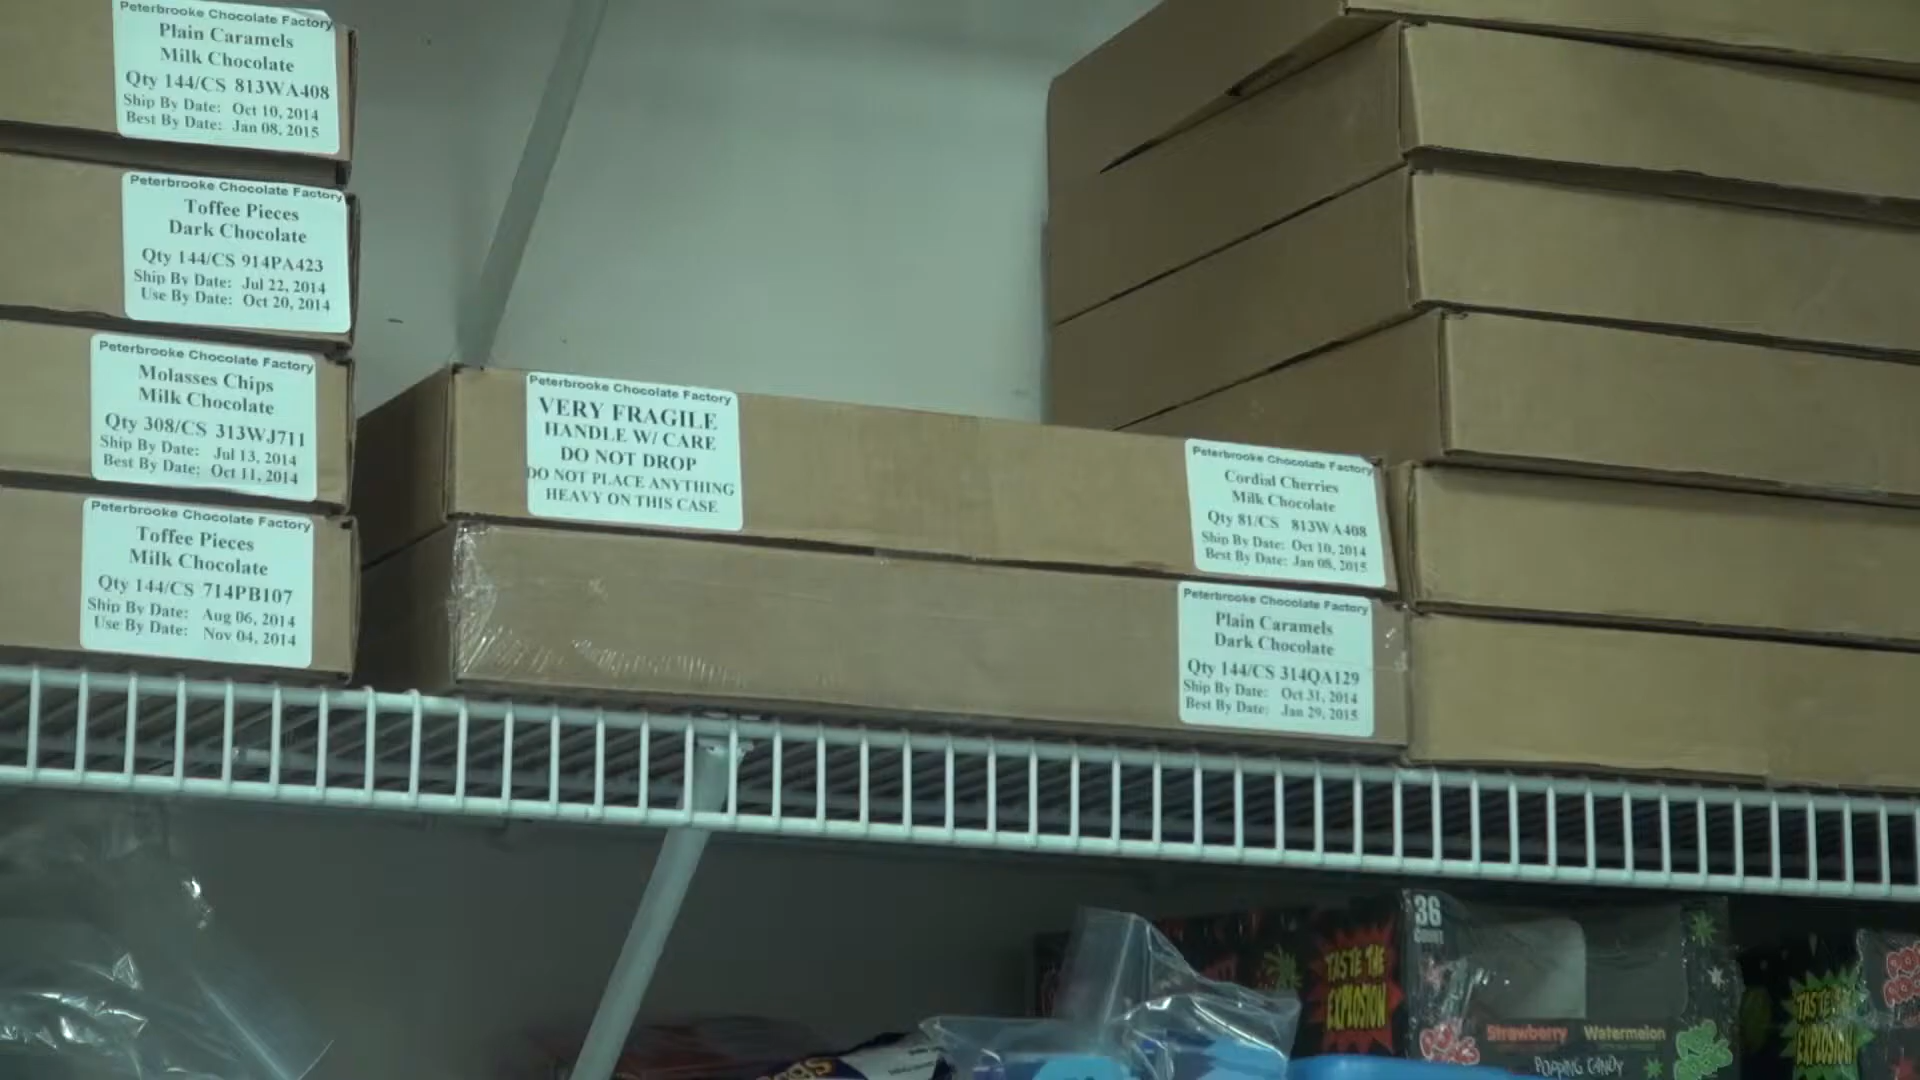 Peterbrooke Chocolate Factory
Plain Caramels
Milk Chocolate
Qty 144/CS 813WA408
Ship By Date: Oct 10, 2014
Best By Date: Jan 08, 2015
Peterbrooke Chocolate Factory
Toffee Pieces
Dark Chocolate
Qty 144/CS 914PA423
Ship By Date: Jul 22, 2014
Use By Date: Oct 20, 2014
Peterbrooke Chocolate Factory
Molasses Chips
Milk Chocolate
Qty 308/CS 313WJ711
Ship By Date: Jul 13, 2014
Best By Date: Oct 11, 2014
Peterbrooke Chocolate Factory
Toffee Pieces
Milk Chocolate
Qty 144/CS 714PB107
Ship By Date: Aug 06, 2014
Use By Date: Nov 04, 2014
Peterbrooke Chocolate Factory
VERY FRAGILE
HANDLE W/ CARE
DO NOT DROP
DO NOT PLACE ANYTHING
HEAVY ON THIS CASE
Peterbrooke Chocolate Factory
Cordial Cherries
Milk Chocolate
Qty 81/CS 813WA408
Ship By Date: Oct 10, 2014
Best By Date: Jan 08, 2015
Peterbrooke Chocolate Factory
Plain Caramels
Dark Chocolate
Qty 144/CS 314QA129
Ship By Date: Oct 31, 2014
Best By Date: Jan 29, 2015
36
COUNT
TASTE THE
EXPLOSION
Strawberry Watermelon
POPPING CANDY
TASTE THE
EXPLOSION